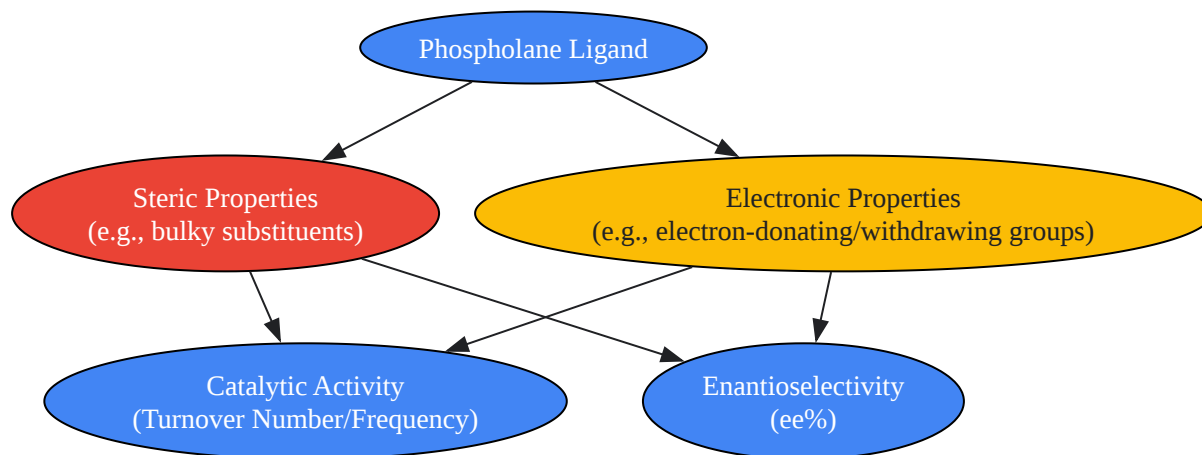 Phospholane Ligand
Steric Properties
(e.g., bulky substituents)
Electronic Properties
(e.g., electron-donating/withdrawing groups)
Catalytic Activity
(Turnover Number/Frequency)
Enantioselectivity
(ee%)